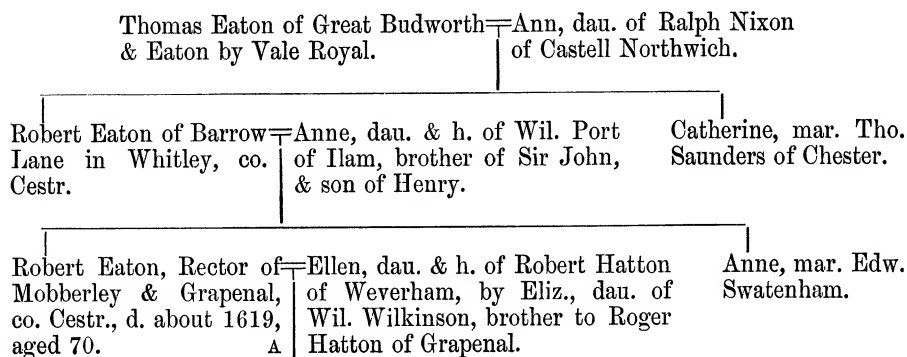 Thomas Eaton of Great Budworth
& Eaton by Vale Royal.
Ann, dau. of Ralph Nixon
of Castell Northwich.
Robert Eaton of Barrow
Lane in Whitley, co.
Cestr.
Anne, dau. & h. of Wil. Port
of Ilam, brother of Sir John,
& son of Henry.
Catherine, mar. Tho.
Saunders of Chester.
Robert Eaton, Rector of
Mobberley & Grapenal,
co. Cestr., d. about 1619,
aged 70.
A
Ellen, dau. & h. of Robert Hatton
of Weverham, by Eliz., dau. of
Wil. Wilkinson, brother to Roger
Hatton of Grapenal.
Anne, mar. Edw.
Swatenham.